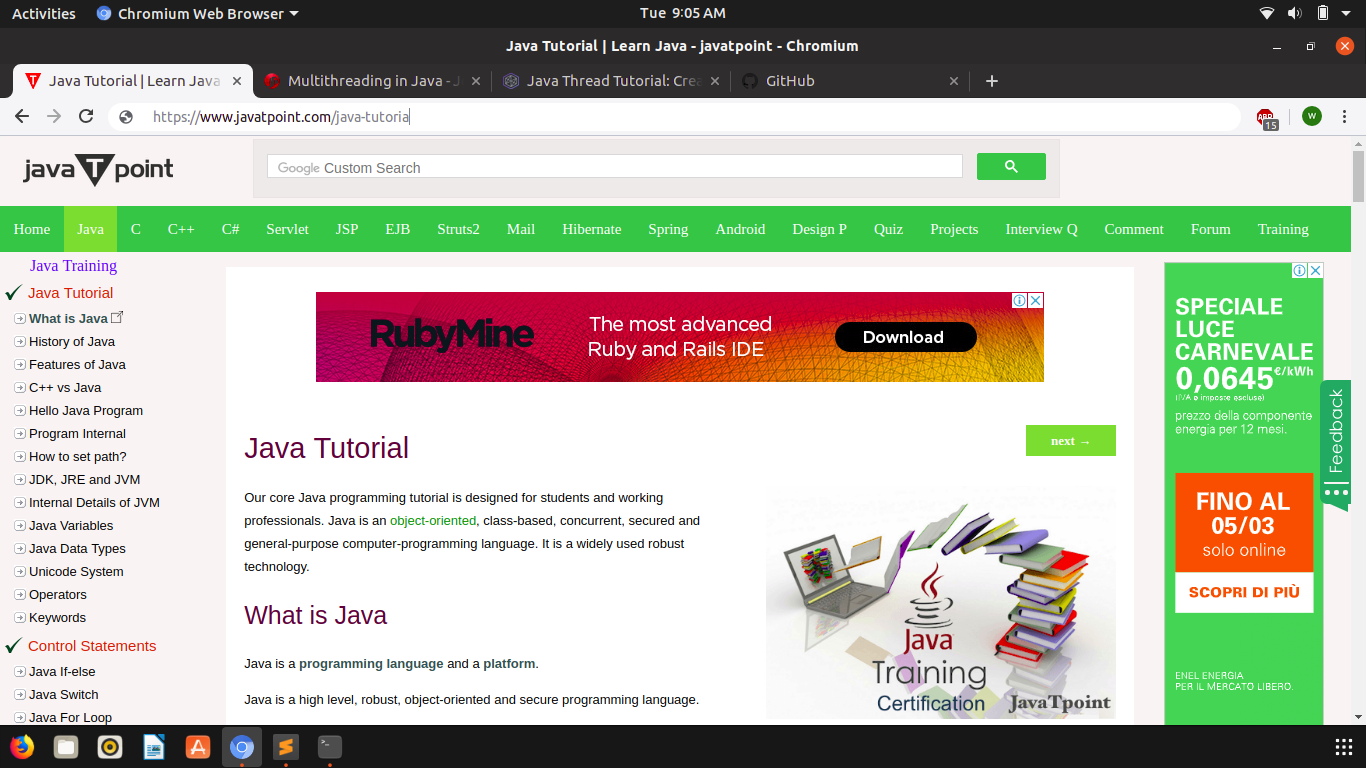 Activities Chromium Web Browser Tue 9:05 AM
Java Tutorial | Learn Java - javatpoint - Chromium
Java Tutorial | Learn Java Multithreading in Java - J Java Thread Tutorial: Crea GitHub
https://www.javatpoint.com/java-tutoria ABP 15 W
java T point Google Custom Search
Home Java C C++ C# Servlet JSP EJB Struts2 Mail Hibernate Spring Android Design P Quiz Projects Interview Q Comment Forum Training
Java Training
Java Tutorial
What is Java
History of Java
Features of Java
C++ vs Java
Hello Java Program
Program Internal
How to set path?
JDK, JRE and JVM
Internal Details of JVM
Java Variables
Java Data Types
Unicode System
Operators
Keywords
Control Statements
Java If-else
Java Switch
Java For Loop
RubyMine
The most advanced
Ruby and Rails IDE
Download
Java Tutorial
next →
Our core Java programming tutorial is designed for students and working
professionals. Java is an object-oriented, class-based, concurrent, secured and
general-purpose computer-programming language. It is a widely used robust
technology.
What is Java
Java is a programming language and a platform.
Java is a high level, robust, object-oriented and secure programming language.
Java
Training
Certification
JavaTpoint
SPECIALE
LUCE
CARNEVALE
0,0645 €/kWh
(IVA e imposte escluse)
prezzo della componente
energia per 12 mesi.
FINO AL
05/03
solo online
SCOPRI DI PIÙ
ENEL ENERGIA
PER IL MERCATO LIBERO.
Feedback